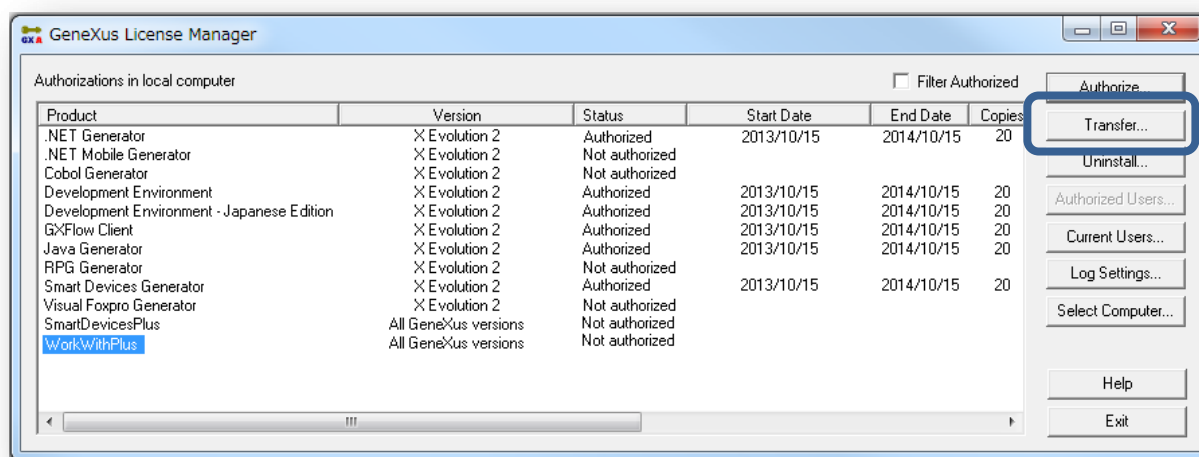 GXA GeneXus License Manager
Authorizations in local computer
Filter Authorized
Product Version Status Start Date End Date Copies
.NET Generator X Evolution 2 Authorized 2013/10/15 2014/10/15 20
.NET Mobile Generator X Evolution 2 Not authorized
Cobol Generator X Evolution 2 Not authorized
Development Environment X Evolution 2 Authorized 2013/10/15 2014/10/15 20
Development Environment - Japanese Edition X Evolution 2 Authorized 2013/10/15 2014/10/15 20
GXFlow Client X Evolution 2 Authorized 2013/10/15 2014/10/15 20
Java Generator X Evolution 2 Authorized 2013/10/15 2014/10/15 20
RPG Generator X Evolution 2 Not authorized
Smart Devices Generator X Evolution 2 Authorized 2013/10/15 2014/10/15 20
Visual Foxpro Generator X Evolution 2 Not authorized
SmartDevicesPlus All GeneXus versions Not authorized
WorkWithPlus All GeneXus versions Not authorized
Authorize...
Transfer...
Uninstall...
Authorized Users...
Current Users...
Log Settings...
Select Computer...
Help
Exit